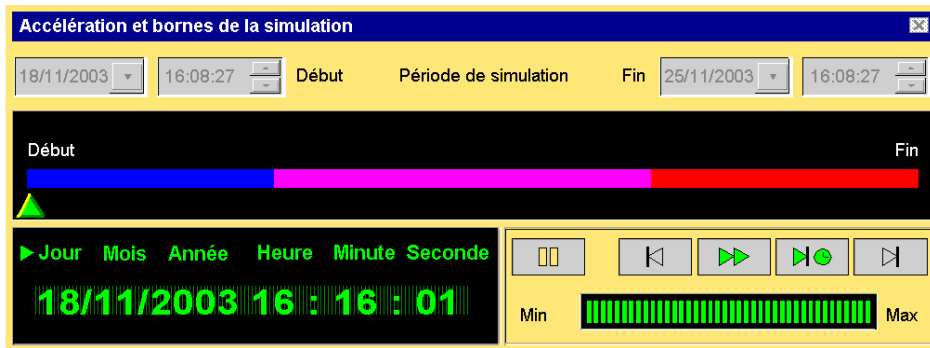 Accélération et bornes de la simulation
18/11/2003 16:08:27 Début Période de simulation Fin 25/11/2003 16:08:27
Début Fin
Jour Mois Année Heure Minute Seconde
18/11/2003 16 : 16 : 01
Min Max